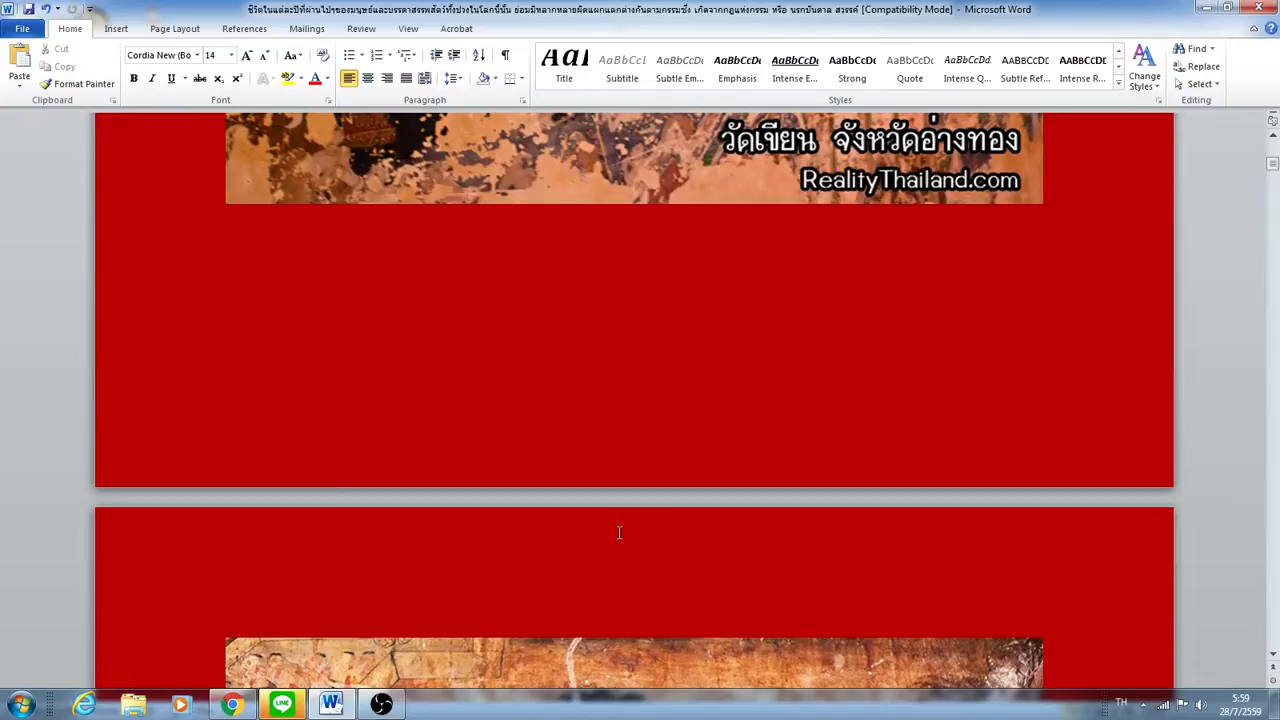 ชีวิตในแต่ละปีที่ผ่านไปๆของมนุษย์และบรรดาสรรพสัตว์ทั้งปวงในโลกนี้นั้น ย่อมมีหลากหลายผิดแผกแตกต่างกันตามกรรมซึ่ง เกิดจากกฎแห่งกรรม หรือ นรกบันดาล สวรรค์ [Compatibility Mode] - Microsoft Word
File Home Insert Page Layout References Mailings Review View Acrobat
Paste
Cut
Copy
Format Painter
Clipboard
Cordia New (Bo 14
Font
Paragraph
Title
Subtitle
Subtle Em...
Emphasis
Intense E...
Strong
Quote
Intense Q...
Subtle Ref...
Intense R...
Styles
Change Styles
Find
Replace
Select
Editing
วัดเขียน จังหวัดอ่างทอง
RealityThailand.com
TH
5:59
28/7/2559